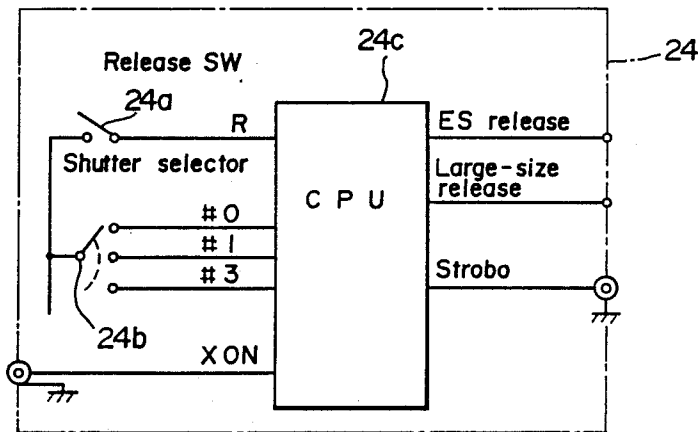 24c
24
Release SW
24a
R
ES release
Shutter selector
Large-size
release
CPU
#0
#1
#3
Strobo
24b
XON